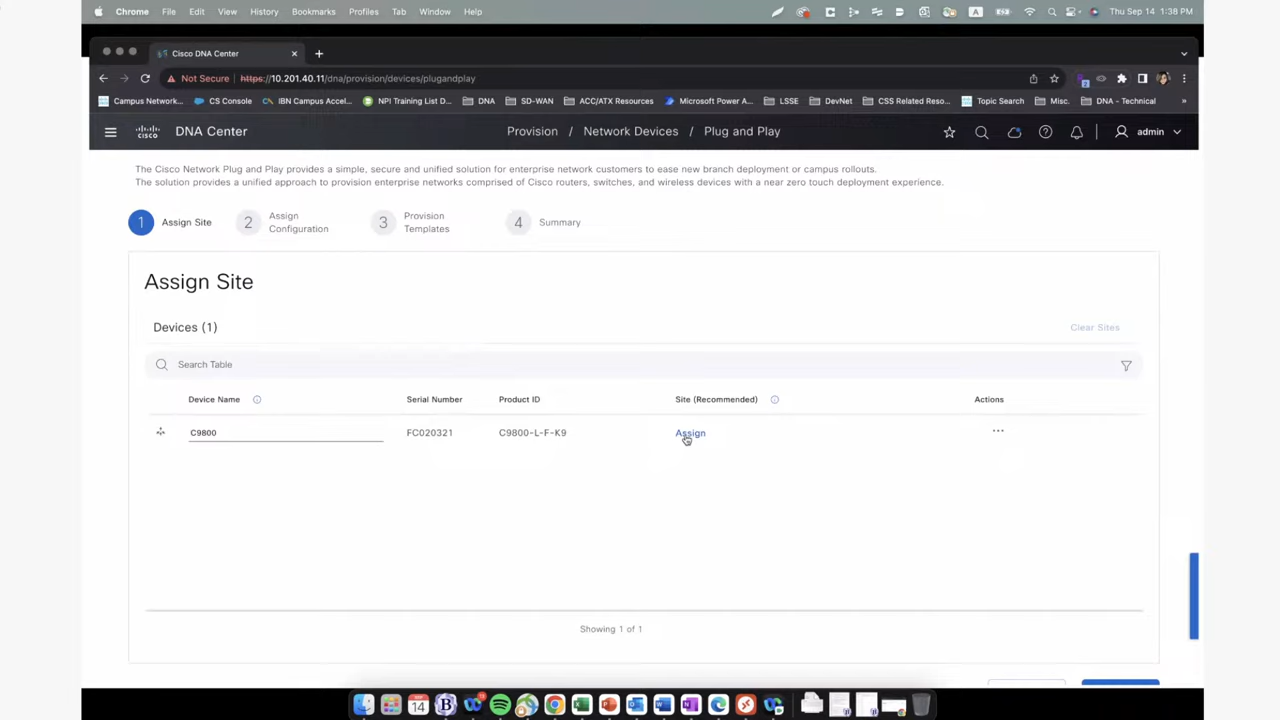 Chrome File Edit View History Bookmarks Profiles Tab Window Help A Thu Sep 14 1:38 PM
Cisco DNA Center
Not Secure https://10.201.40.11/dna/provision/devices/plugandplay
Campus Network... CS Console IBN Campus Accel... NPI Training List D... DNA SD-WAN ACC/ATX Resources Microsoft Power A... LSSE DevNet CSS Related Reso... Topic Search Misc. DNA - Technical »
cisco DNA Center Provision / Network Devices / Plug and Play admin
The Cisco Network Plug and Play provides a simple, secure and unified solution for enterprise network customers to ease new branch deployment or campus rollouts.
The solution provides a unified approach to provision enterprise networks comprised of Cisco routers, switches, and wireless devices with a near zero touch deployment experience.
1 Assign Site 2 Assign Configuration 3 Provision Templates 4 Summary
Assign Site
Devices (1) Clear Sites
Search Table
Device Name Serial Number Product ID Site (Recommended) Actions
C9800 FC020321 C9800-L-F-K9 Assign ...
Showing 1 of 1
14